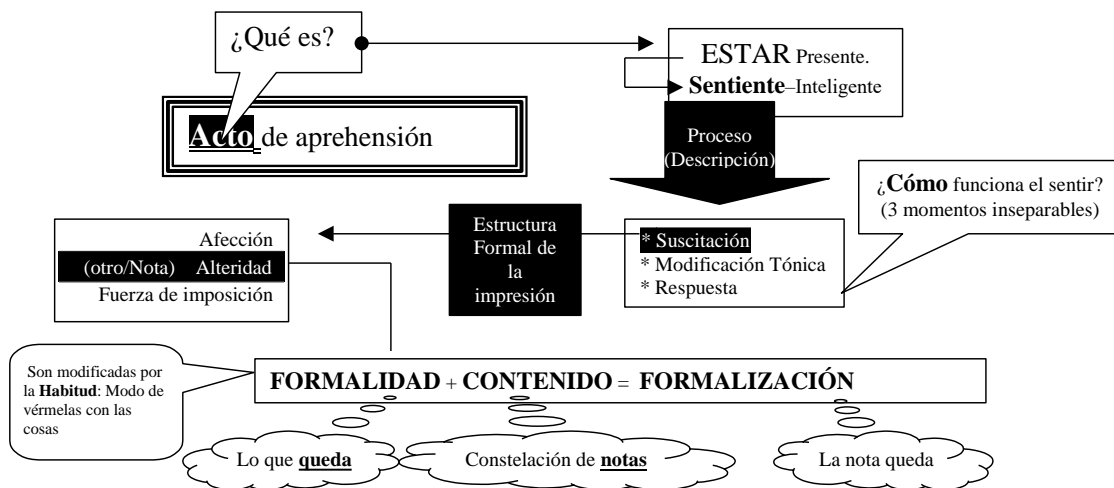 ¿Qué es?
ESTAR Presente.
Sentiente–Inteligente
Acto de aprehensión
Proceso
(Descripción)
¿Cómo funciona el sentir?
(3 momentos inseparables)
Afección
(otro/Nota) Alteridad
Fuerza de imposición
Estructura
Formal de
la
impresión
* Suscitación
* Modificación Tónica
* Respuesta
Son modificadas por
la Habitud: Modo de
vérmelas con las
cosas
FORMALIDAD + CONTENIDO = FORMALIZACIÓN
Lo que queda
Constelación de notas
La nota queda